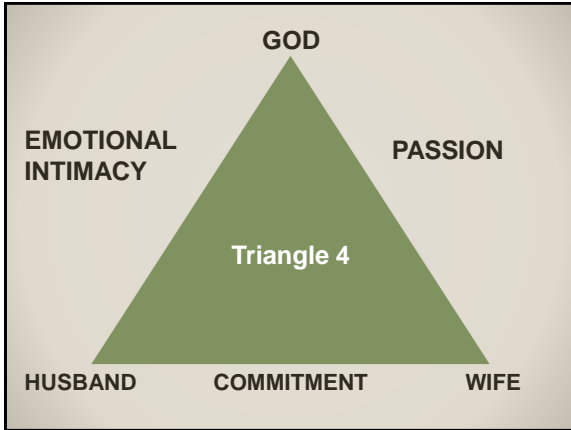 GOD
EMOTIONAL
INTIMACY
PASSION
Triangle 4
HUSBAND COMMITMENT WIFE